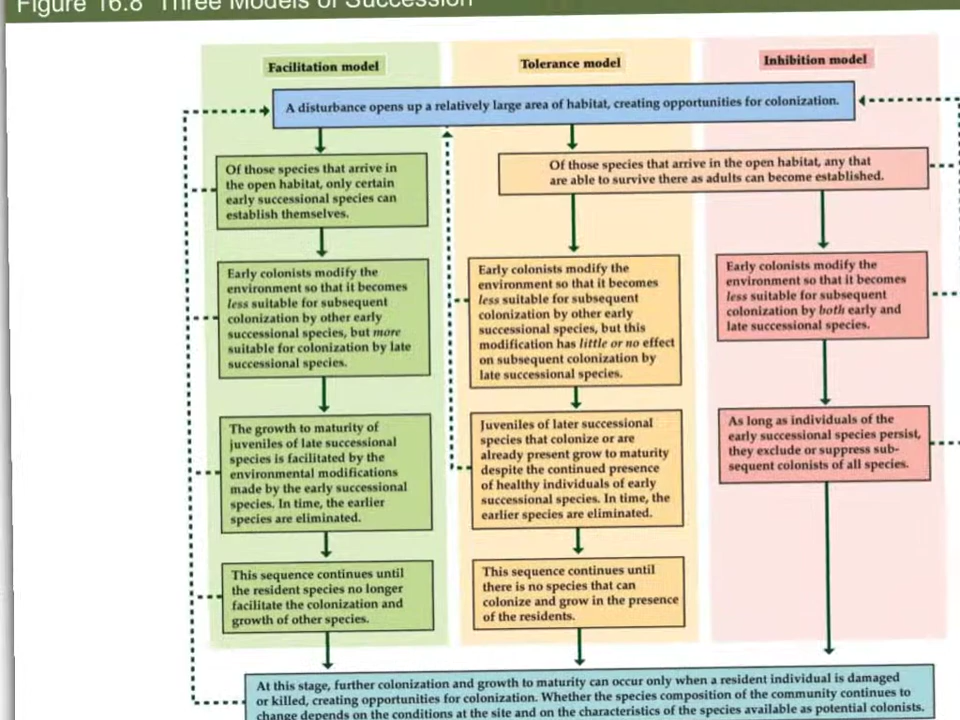 Figure 16.8 Three Models of Succession
Facilitation model
Tolerance model
Inhibition model
A disturbance opens up a relatively large area of habitat, creating opportunities for colonization.
Of those species that arrive in
the open habitat, only certain
early successional species can
establish themselves.
Of those species that arrive in the open habitat, any that
are able to survive there as adults can become established.
Early colonists modify the
environment so that it becomes
less suitable for subsequent
colonization by other early
successional species, but more
suitable for colonization by late
successional species.
Early colonists modify the
environment so that it becomes
less suitable for subsequent
colonization by other early
successional species, but this
modification has little or no effect
on subsequent colonization by
late successional species.
Early colonists modify the
environment so that it becomes
less suitable for subsequent
colonization by both early and
late successional species.
The growth to maturity of
juveniles of late successional
species is facilitated by the
environmental modifications
made by the early successional
species. In time, the earlier
species are eliminated.
Juveniles of later successional
species that colonize or are
already present grow to maturity
despite the continued presence
of healthy individuals of early
successional species. In time, the
earlier species are eliminated.
As long as individuals of the
early successional species persist,
they exclude or suppress sub-
sequent colonists of all species.
This sequence continues until
the resident species no longer
facilitate the colonization and
growth of other species.
This sequence continues until
there is no species that can
colonize and grow in the presence
of the residents.
At this stage, further colonization and growth to maturity can occur only when a resident individual is damaged
or killed, creating opportunities for colonization. Whether the species composition of the community continues to
change depends on the conditions at the site and on the characteristics of the species available as potential colonists.